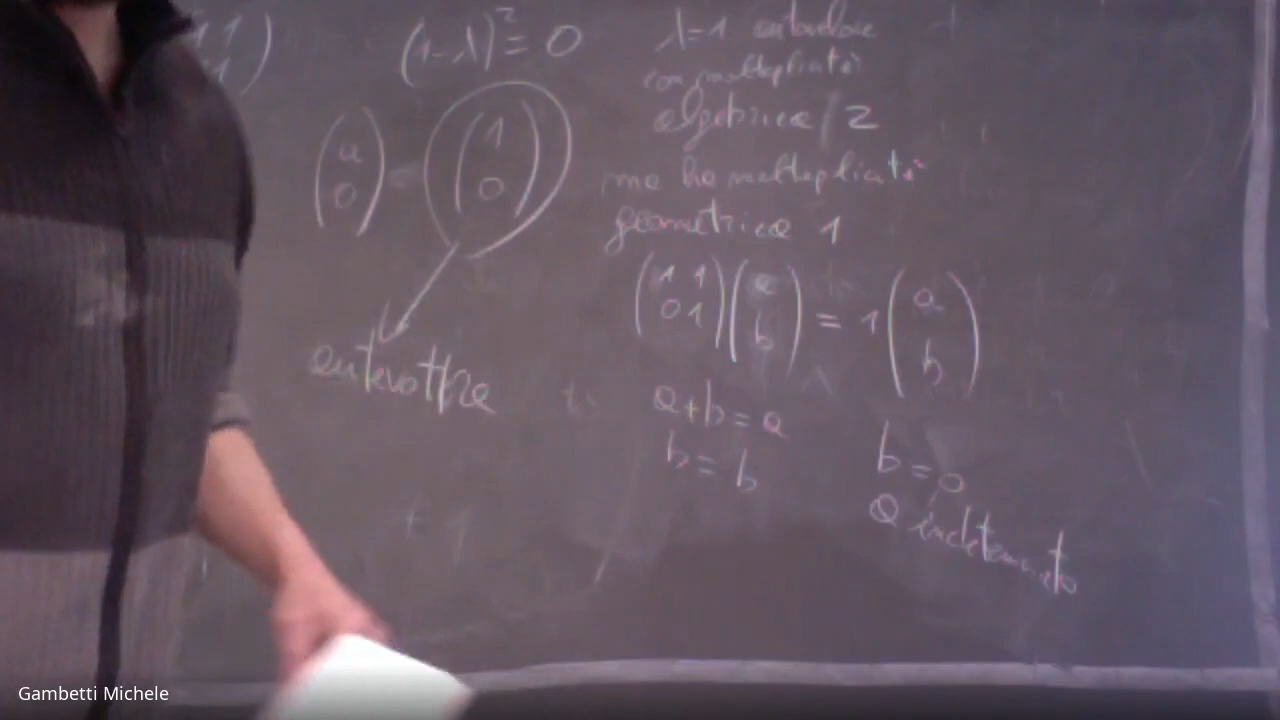 (1-λ)² = 0
λ=1 autovalore
con molteplicità
algebrica 2
ma ha molteplicità
geometrica 1
(a 0) = (1 0)
autovettore
(1 1 0 1) (a b) = 1 (a b)
a+b = a
b = b
b = 0
a indeterminato
Gambetti Michele